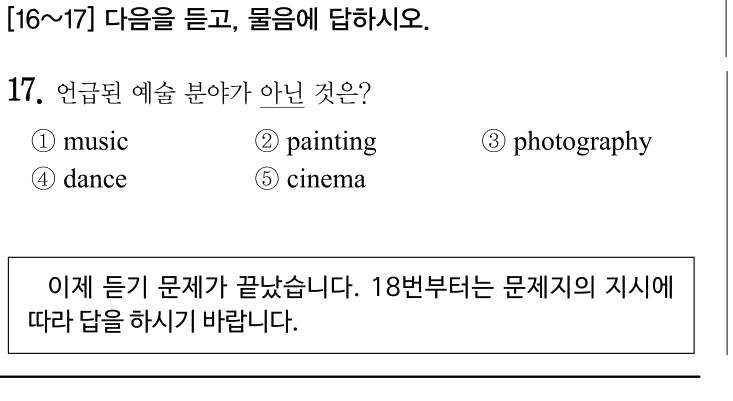 [16～17] 다음을 듣고, 물음에 답하시오.
17. 언급된 예술 분야가 아닌 것은?
① music ② painting ③ photography
④ dance ⑤ cinema
이제 듣기 문제가 끝났습니다. 18번부터는 문제지의 지시에
따라 답을 하시기 바랍니다.